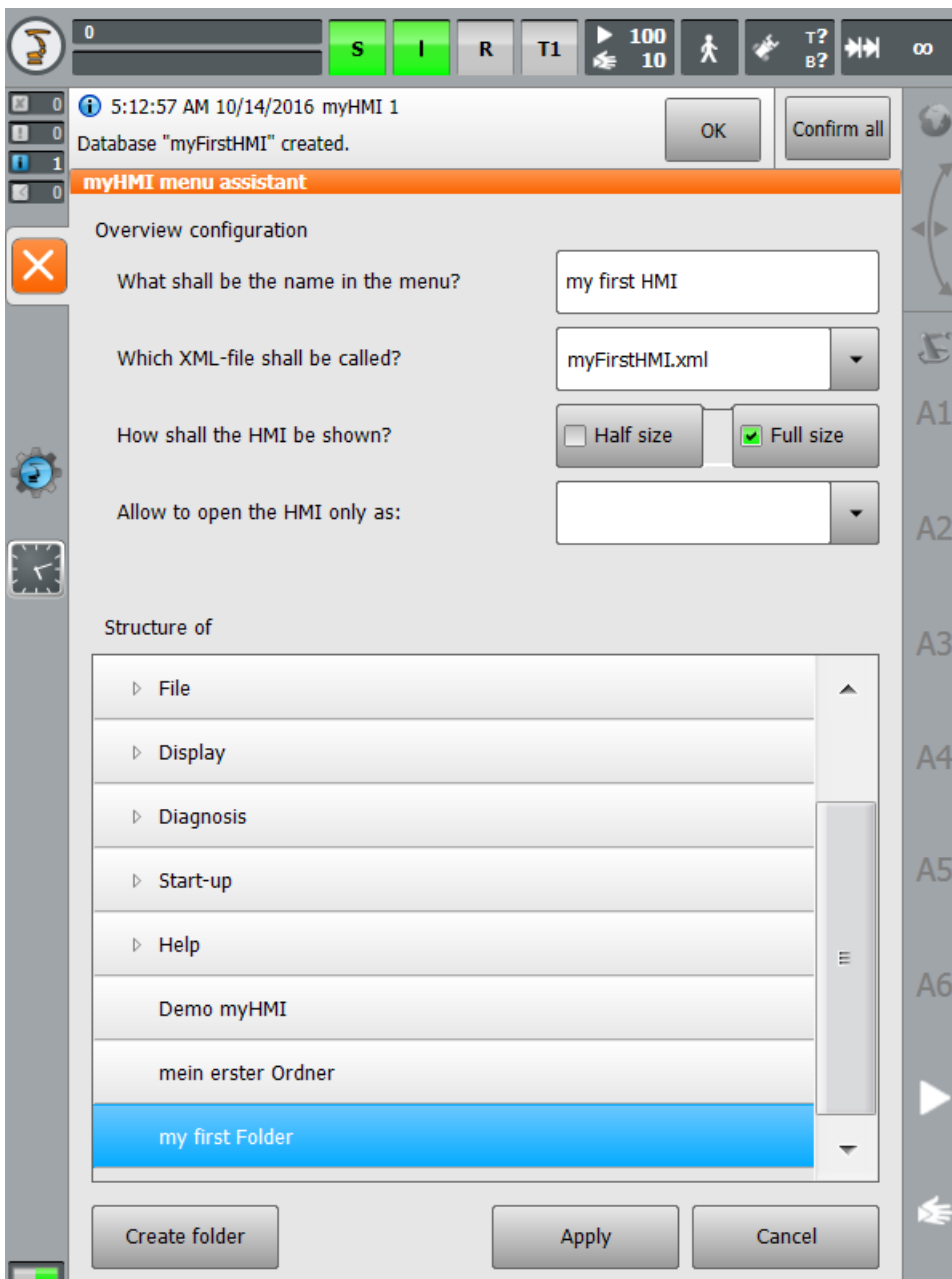 0
S I R T1 100 10 T? B? ∞
0
0
1
0
5:12:57 AM 10/14/2016 myHMI 1
Database "myFirstHMI" created.
OK
Confirm all
myHMI menu assistant
Overview configuration
What shall be the name in the menu? my first HMI
Which XML-file shall be called? myFirstHMI.xml
How shall the HMI be shown? Half size Full size
Allow to open the HMI only as:
Structure of
File
Display
Diagnosis
Start-up
Help
Demo myHMI
mein erster Ordner
my first Folder
Create folder Apply Cancel
A1
A2
A3
A4
A5
A6